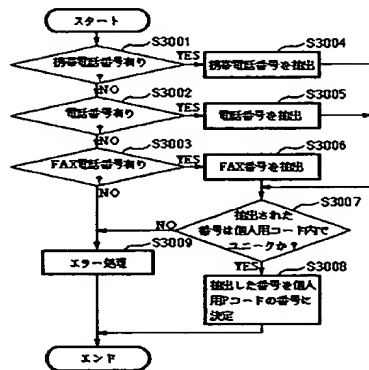 スタート
S3001
携帯電話番号有り
?
YES
S3004
携帯電話番号を抽出
NO
S3002
電話番号有り
?
YES
S3005
電話番号を抽出
NO
S3003
FAX電話番号有り
?
YES
S3006
FAX番号を抽出
NO
S3007
抽出された
番号は個人用コード内で
ユニークか?
NO
YES
S3009
エラー処理
S3008
抽出した番号を個人
用Pコードの番号に
決定
エンド